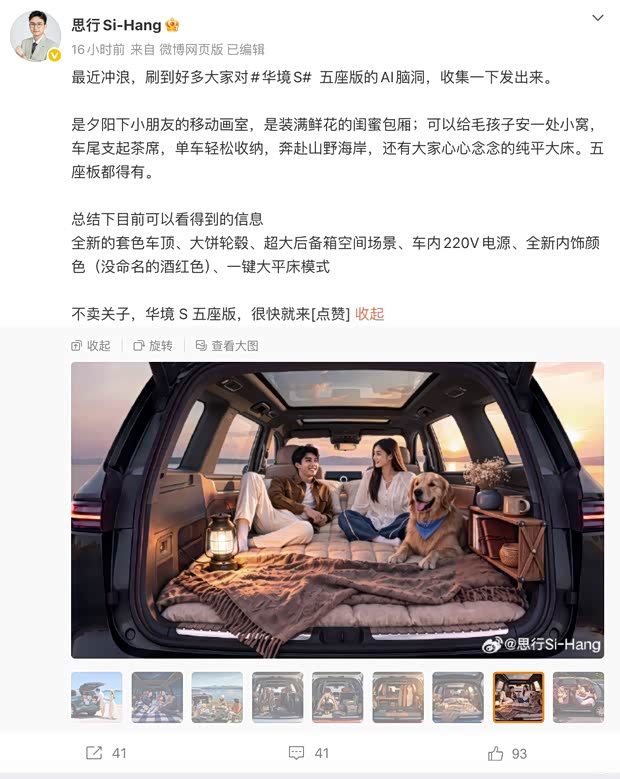 思行Si-Hang
16小时前 来自 微博网页版 已编辑
最近冲浪，刷到好多大家对#华境S# 五座版的AI脑洞，收集一下发出来。
是夕阳下小朋友的移动画室，是装满鲜花的闺蜜包厢；可以给毛孩子安一处小窝，
车尾支起茶席，单车轻松收纳，奔赴山野海岸，还有大家心心念念的纯平大床。五
座板都得有。
总结下目前可以看得到的信息
全新的套色车顶、大饼轮毂、超大后备箱空间场景、车内220V电源、全新内饰颜
色（没命名的酒红色）、一键大平床模式
不卖关子，华境 S 五座版，很快就来[点赞] 收起
收起 旋转 查看大图
@思行Si-Hang
41 41 93